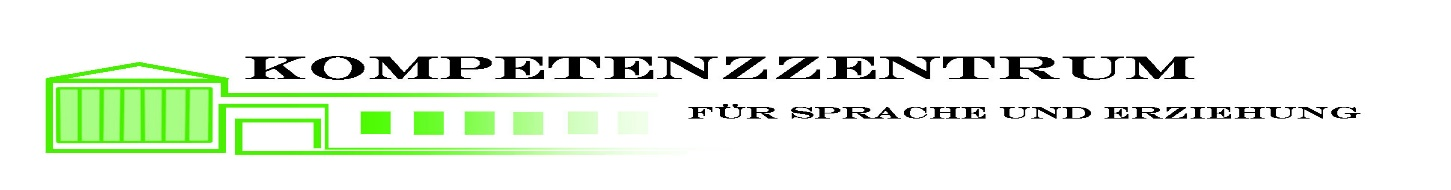 KOMPETENZZENTRUM
FÜR SPRACHE UND ERZIEHUNG